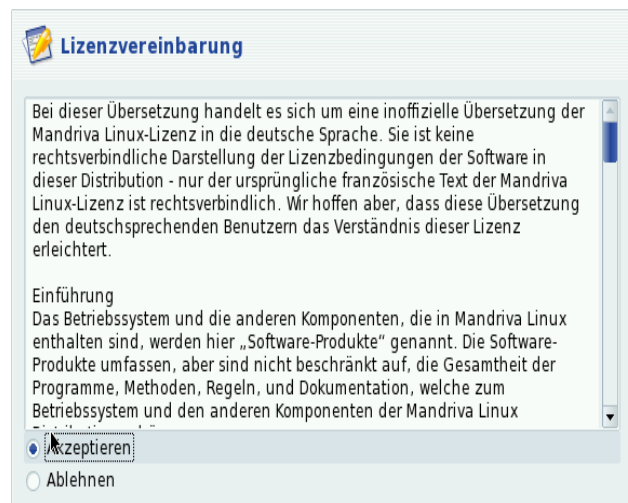 Lizenzvereinbarung
Bei dieser Übersetzung handelt es sich um eine inoffizielle Übersetzung der
Mandriva Linux-Lizenz in die deutsche Sprache. Sie ist keine
rechtsverbindliche Darstellung der Lizenzbedingungen der Software in
dieser Distribution - nur der ursprüngliche französische Text der Mandriva
Linux-Lizenz ist rechtsverbindlich. Wir hoffen aber, dass diese Übersetzung
den deutschsprechenden Benutzern das Verständnis dieser Lizenz
erleichtert.
Einführung
Das Betriebssystem und die anderen Komponenten, die in Mandriva Linux
enthalten sind, werden hier „Software-Produkte“ genannt. Die Software-
Produkte umfassen, aber sind nicht beschränkt auf, die Gesamtheit der
Programme, Methoden, Regeln, und Dokumentation, welche zum
Betriebssystem und den anderen Komponenten der Mandriva Linux
Akzeptieren
Ablehnen